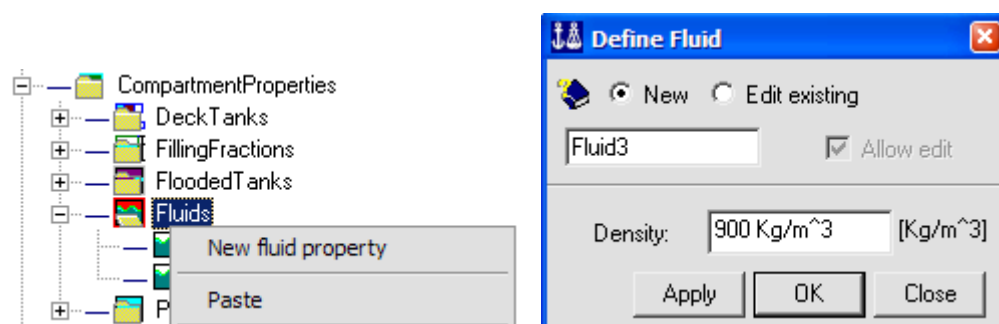 CompartmentProperties
DeckTanks
FillingFractions
FloodedTanks
Fluids
New fluid property
Paste
P
Define Fluid
New Edit existing
Fluid3 Allow edit
Density: 900 Kg/m^3 [Kg/m^3]
Apply OK Close